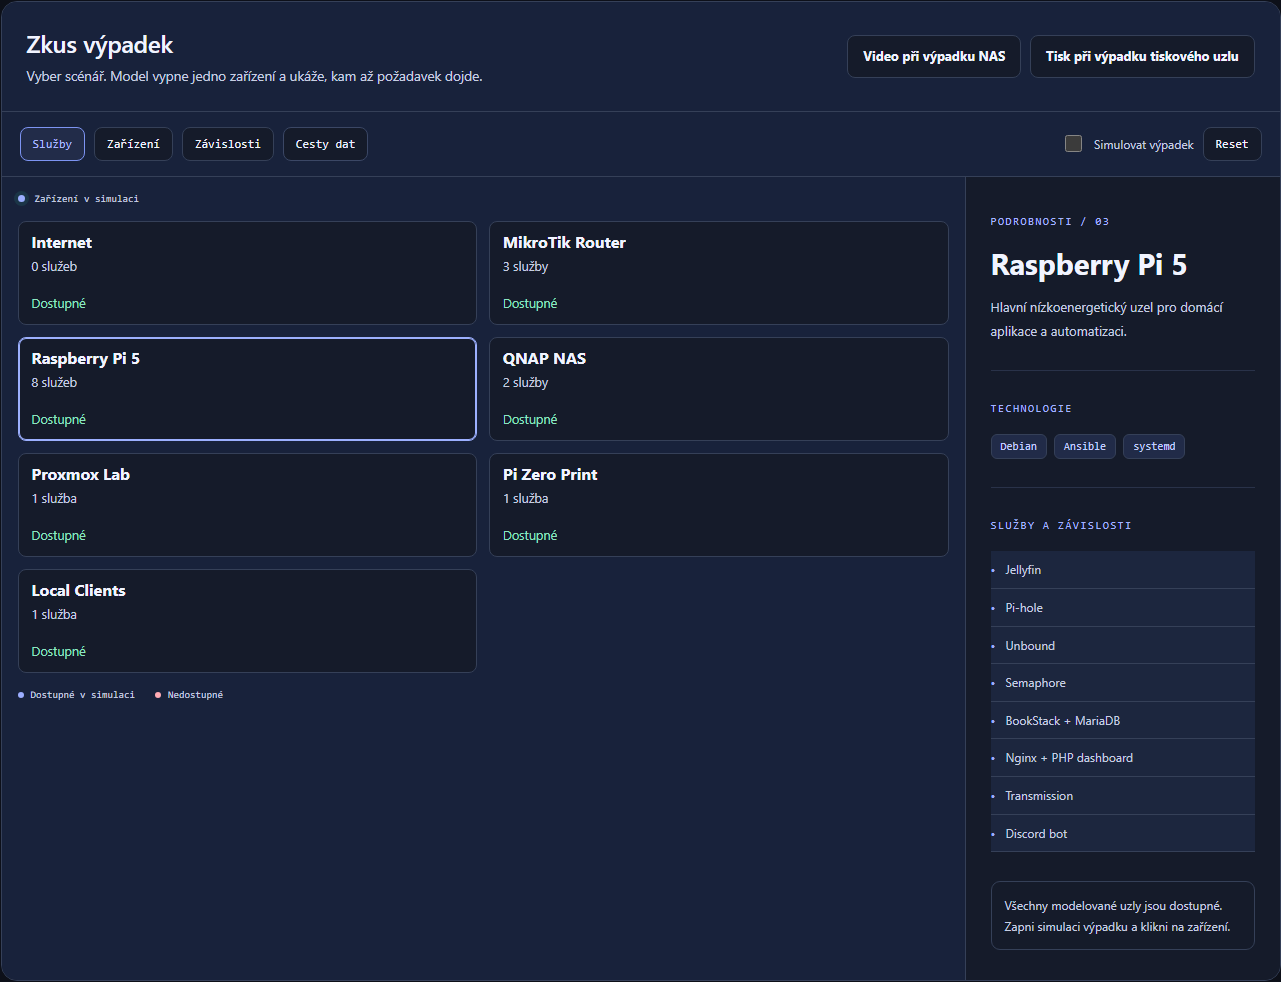 Zkus výpadek
Vyber scénář. Model vypne jedno zařízení a ukáže, kam až požadavek dojde.
Video při výpadku NAS
Tisk při výpadku tiskového uzlu
Služby
Zařízení
Závislosti
Cesty dat
Simulovat výpadek
Reset
Zařízení v simulaci
Internet
0 služeb
Dostupné
MikroTik Router
3 služby
Dostupné
Raspberry Pi 5
8 služeb
Dostupné
QNAP NAS
2 služby
Dostupné
Proxmox Lab
1 služba
Dostupné
Pi Zero Print
1 služba
Dostupné
Local Clients
1 služba
Dostupné
Dostupné v simulaci
Nedostupné
PODROBNOSTI / 03
Raspberry Pi 5
Hlavní nízkoenergetický uzel pro domácí
aplikace a automatizaci.
TECHNOLOGIE
Debian
Ansible
systemd
SLUŽBY A ZÁVISLOSTI
Jellyfin
Pi-hole
Unbound
Semaphore
BookStack + MariaDB
Nginx + PHP dashboard
Transmission
Discord bot
Všechny modelované uzly jsou dostupné.
Zapni simulaci výpadku a klikni na zařízení.